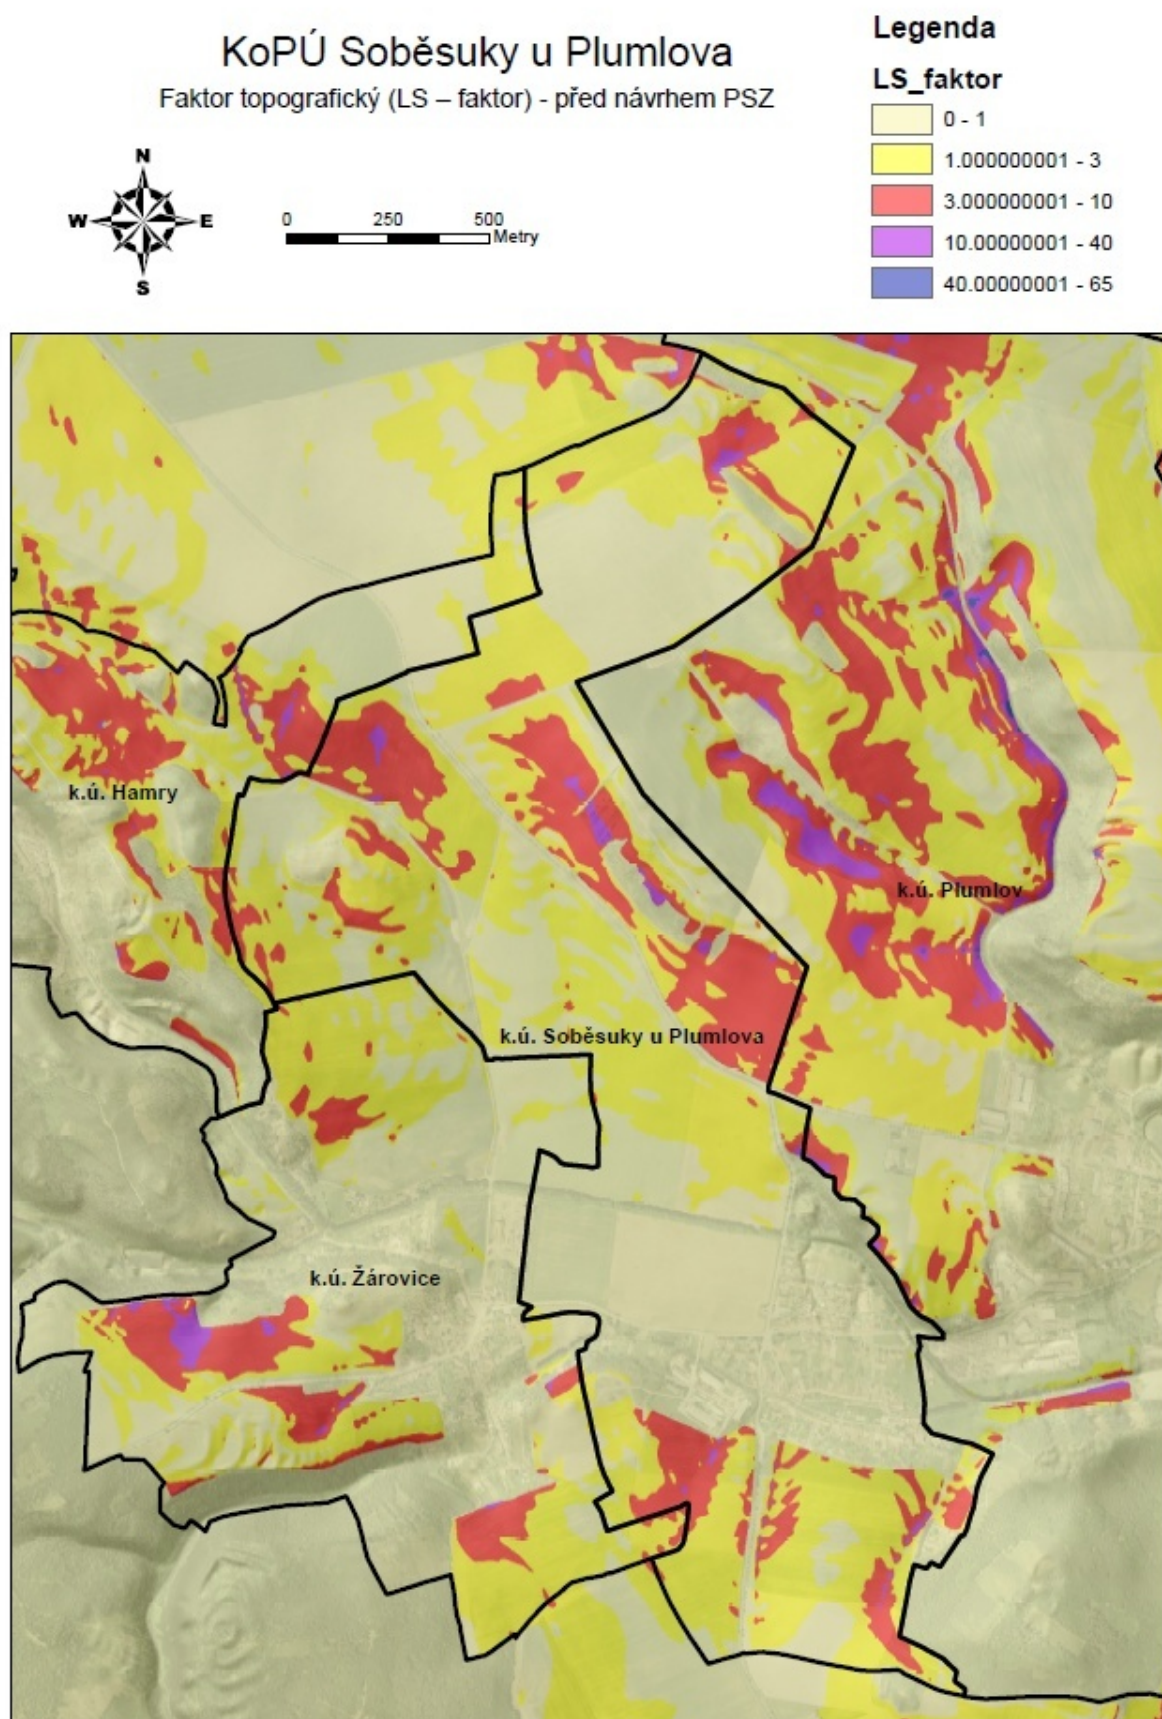 KoPÚ Soběsuky u Plumlova
Faktor topografický (LS – faktor) - před návrhem PSZ
N
W E
S
0 250 500
Metry
Legenda
LS_faktor
0 - 1
1.000000001 - 3
3.000000001 - 10
10.00000001 - 40
40.00000001 - 65
k.ú. Hamry
k.ú. Plumlov
k.ú. Soběsuky u Plumlova
k.ú. Žárovice